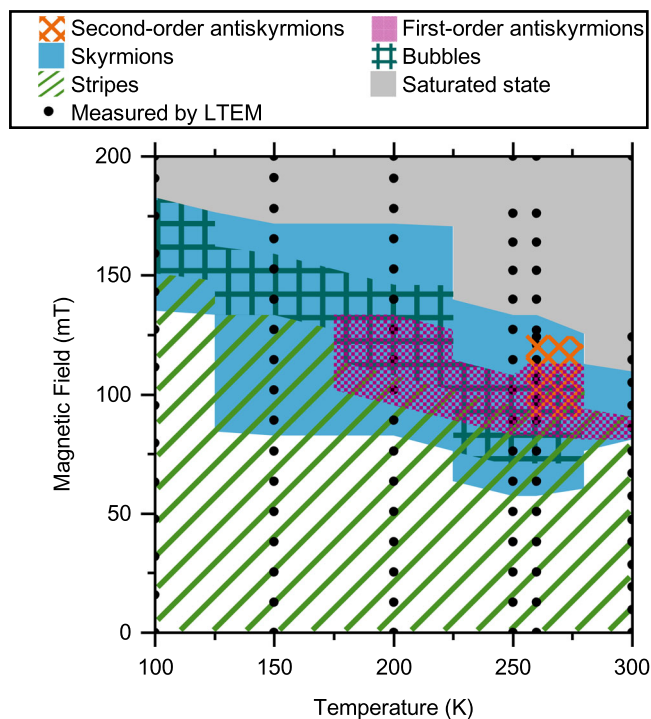 Second-order antiskyrmions First-order antiskyrmions
Skyrmions Bubbles
Stripes Saturated state
Measured by LTEM
200
150
100
50
0
Magnetic Field (mT)
100 150 200 250 300
Temperature (K)